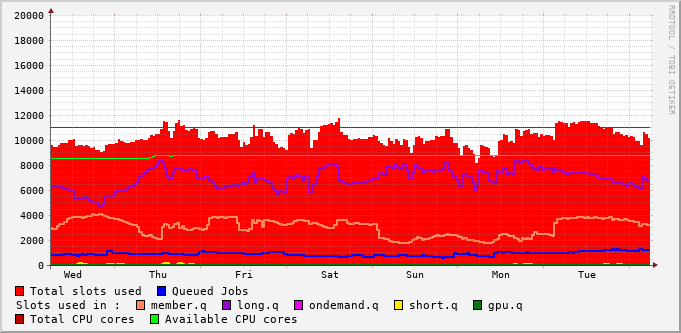 RRDTOOL / TOBI OETIKER
20000
18000
16000
14000
12000
10000
8000
6000
4000
2000
0
Wed Thu Fri Sat Sun Mon Tue
Total slots used Queued Jobs
Slots used in : member.q long.q ondemand.q short.q gpu.q
Total CPU cores Available CPU cores